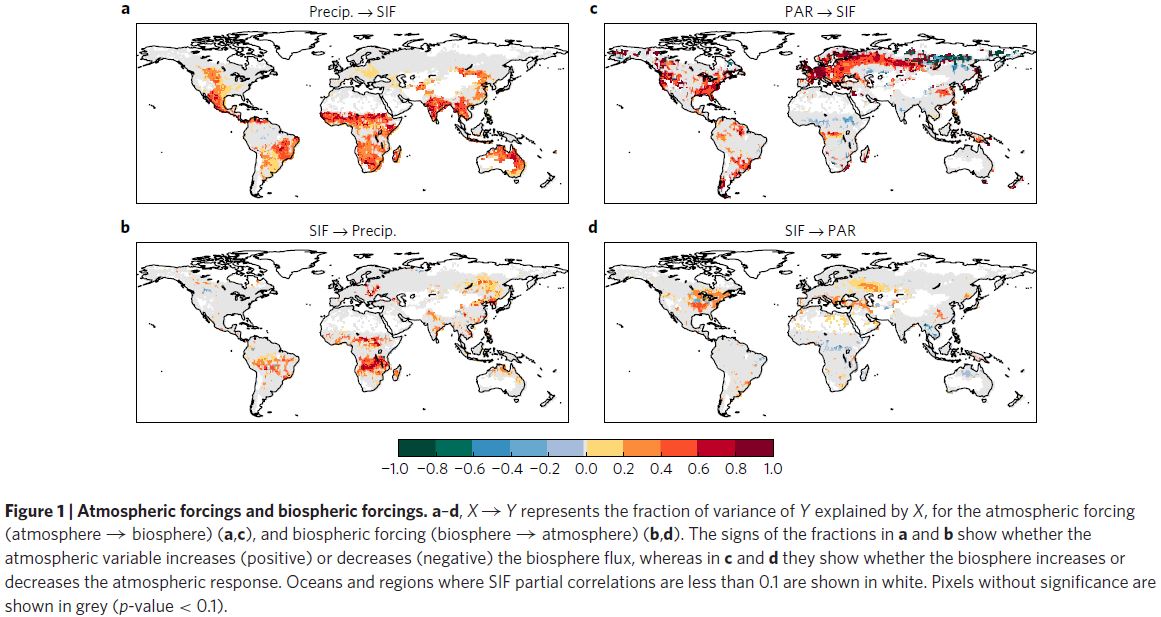 a
Precip. → SIF
c
PAR → SIF
b
SIF → Precip.
d
SIF → PAR
−1.0 −0.8 −0.6 −0.4 −0.2 0.0 0.2 0.4 0.6 0.8 1.0
Figure 1 | Atmospheric forcings and biospheric forcings. a–d, X → Y represents the fraction of variance of Y explained by X, for the atmospheric forcing
(atmosphere → biosphere) (a,c), and biospheric forcing (biosphere → atmosphere) (b,d). The signs of the fractions in a and b show whether the
atmospheric variable increases (positive) or decreases (negative) the biosphere flux, whereas in c and d they show whether the biosphere increases or
decreases the atmospheric response. Oceans and regions where SIF partial correlations are less than 0.1 are shown in white. Pixels without significance are
shown in grey (p-value < 0.1).